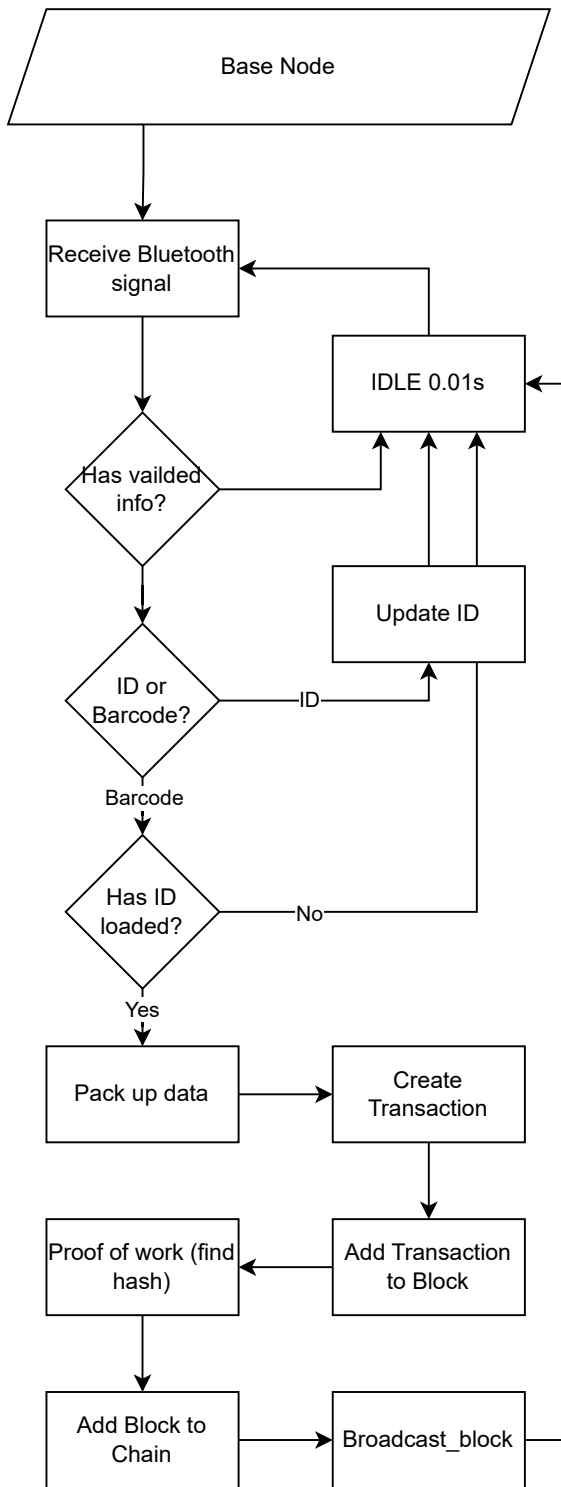 Base Node
Receive Bluetooth
signal
IDLE 0.01s
Has vailded
info?
Update ID
ID or
Barcode?
ID
Barcode
Has ID
loaded?
No
Yes
Pack up data
Create
Transaction
Proof of work (find
hash)
Add Transaction
to Block
Add Block to
Chain
Broadcast_block